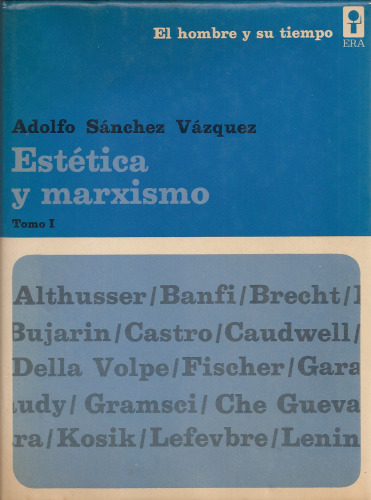 El hombre y su tiempo
ERA
Adolfo Sánchez Vázquez
Estética
y marxismo
Tomo I
Althusser/Banfi/Brecht/
Bujarin/Castro/Caudwell/
Della Volpe/Fischer/Gara
udy/Gramsci/Che Gueva
ra/Kosik/Lefevbre/Lenin